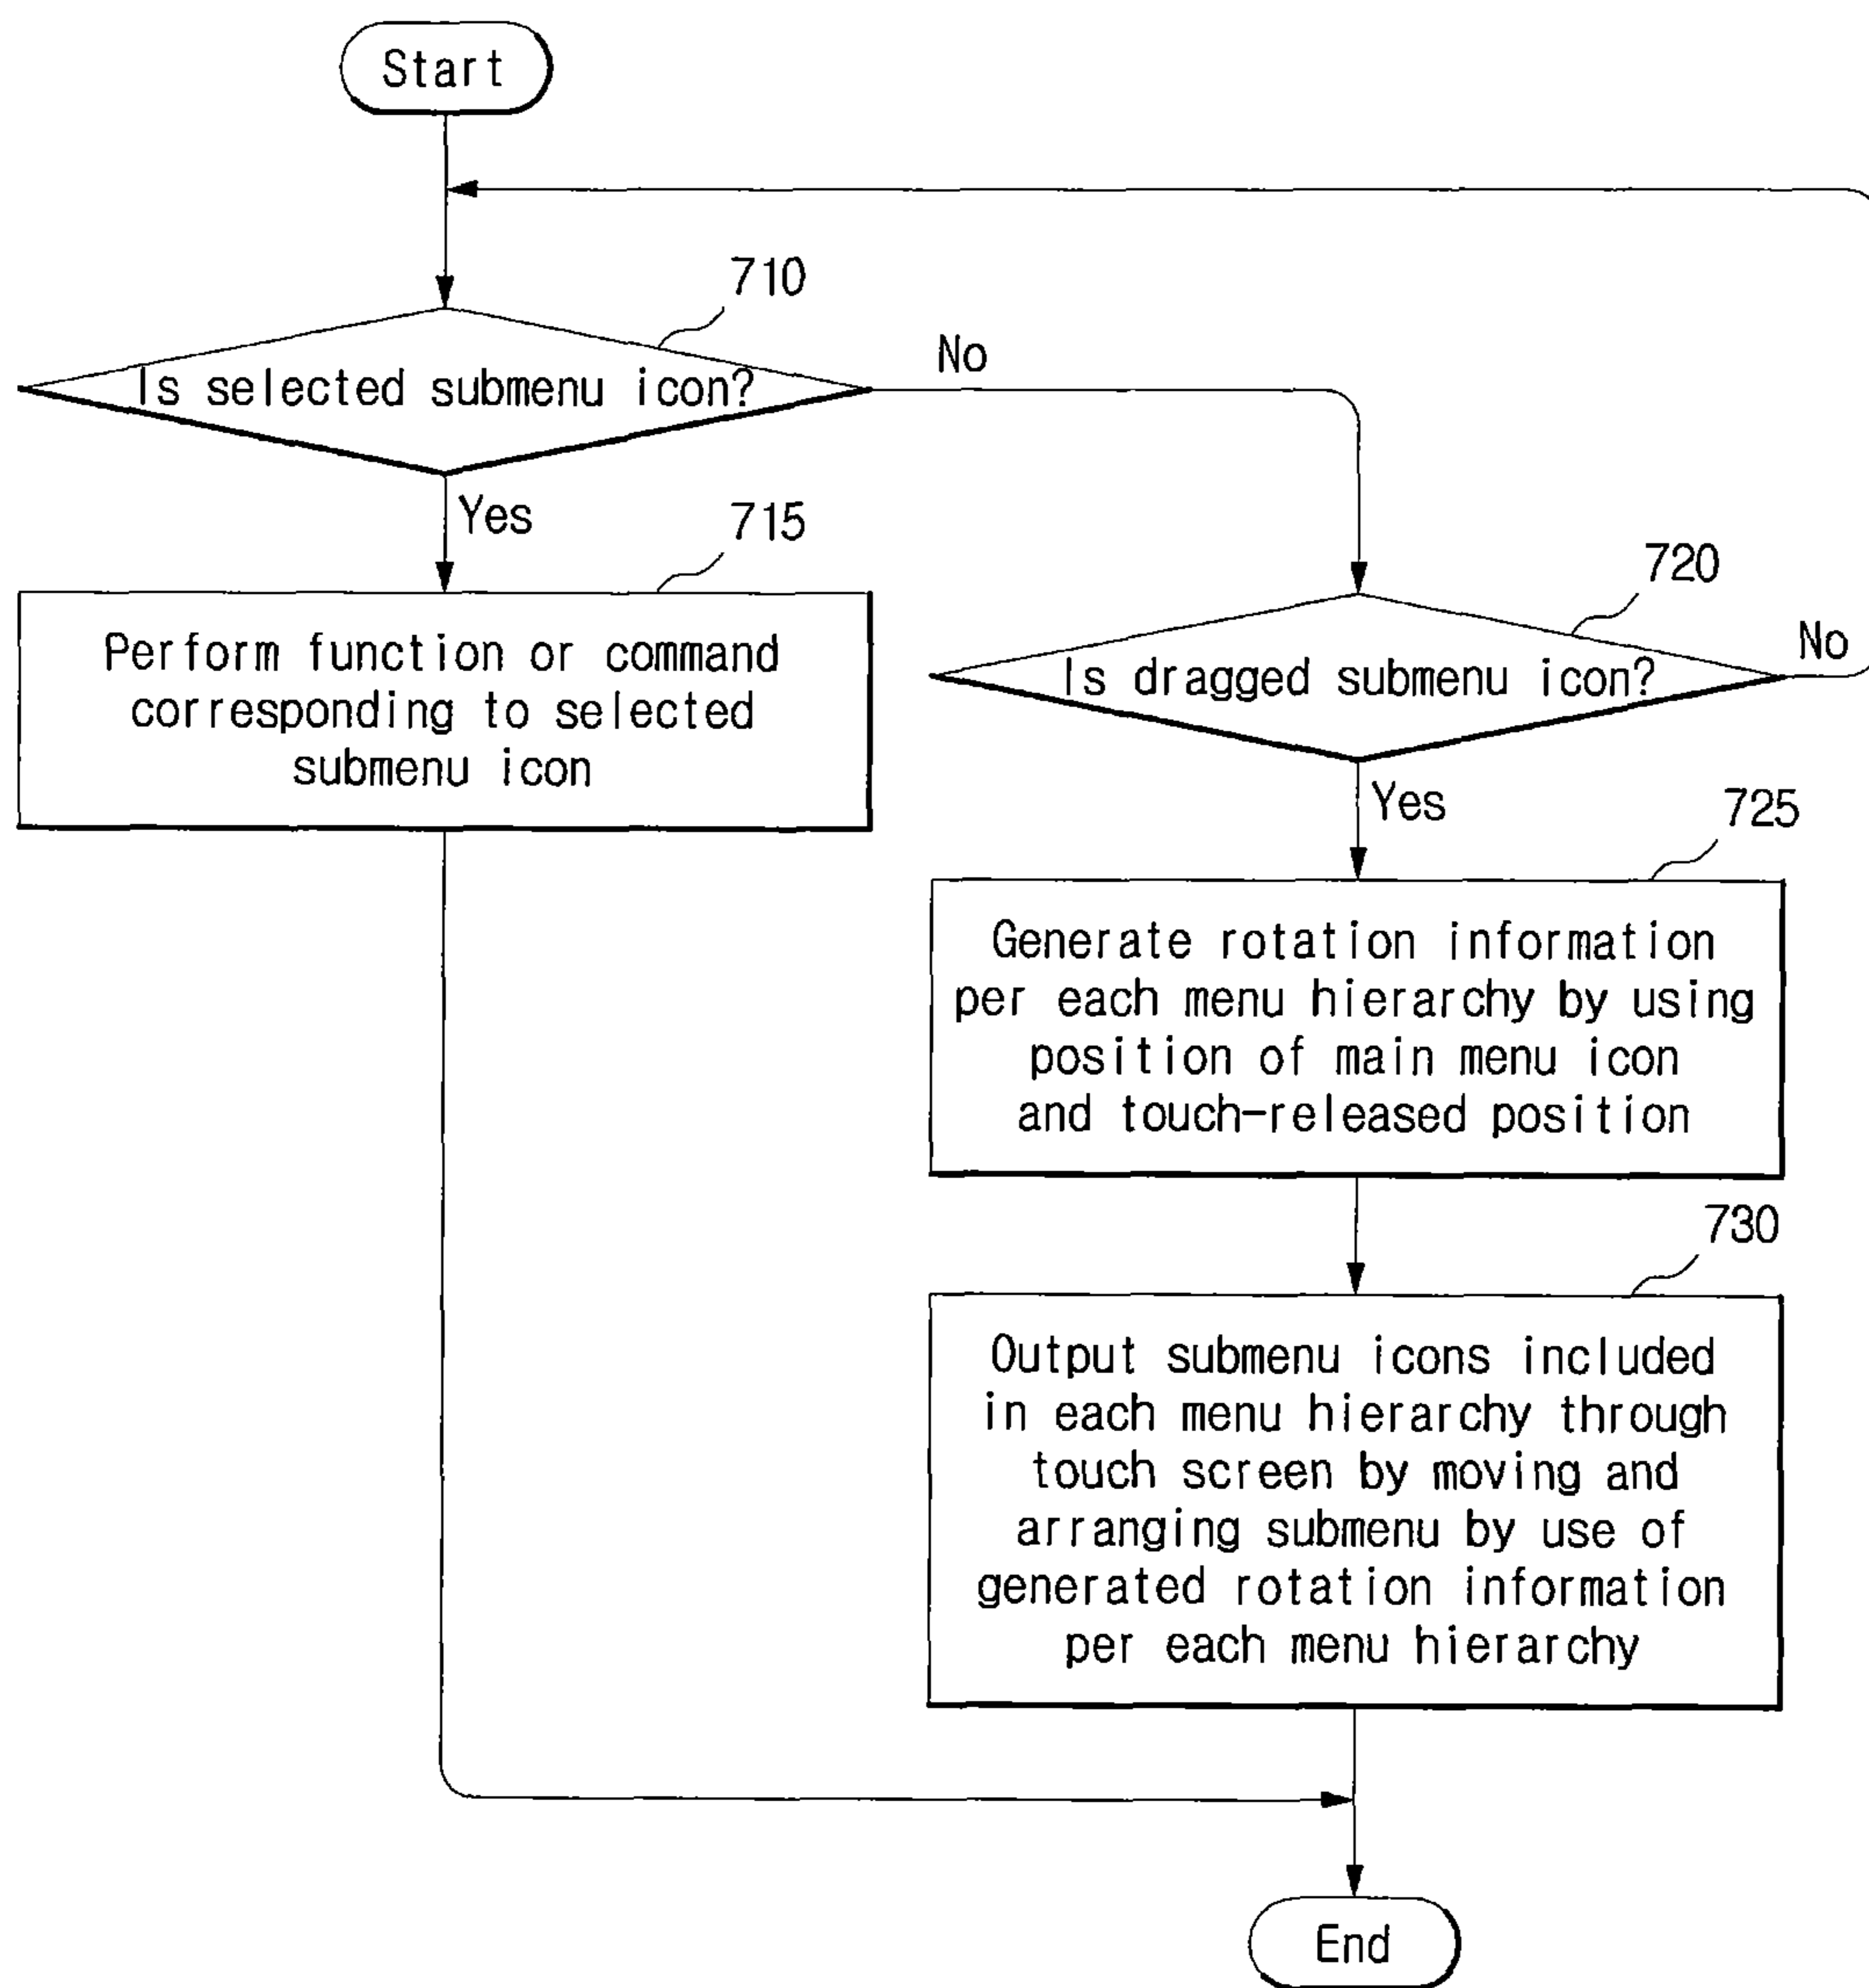 Start
710
Is selected submenu icon?
No
Yes
715
Perform function or command
corresponding to selected
submenu icon
720
Is dragged submenu icon?
No
Yes
725
Generate rotation information
per each menu hierarchy by using
position of main menu icon
and touch-released position
730
Output submenu icons included
in each menu hierarchy through
touch screen by moving and
arranging submenu by use of
generated rotation information
per each menu hierarchy
End